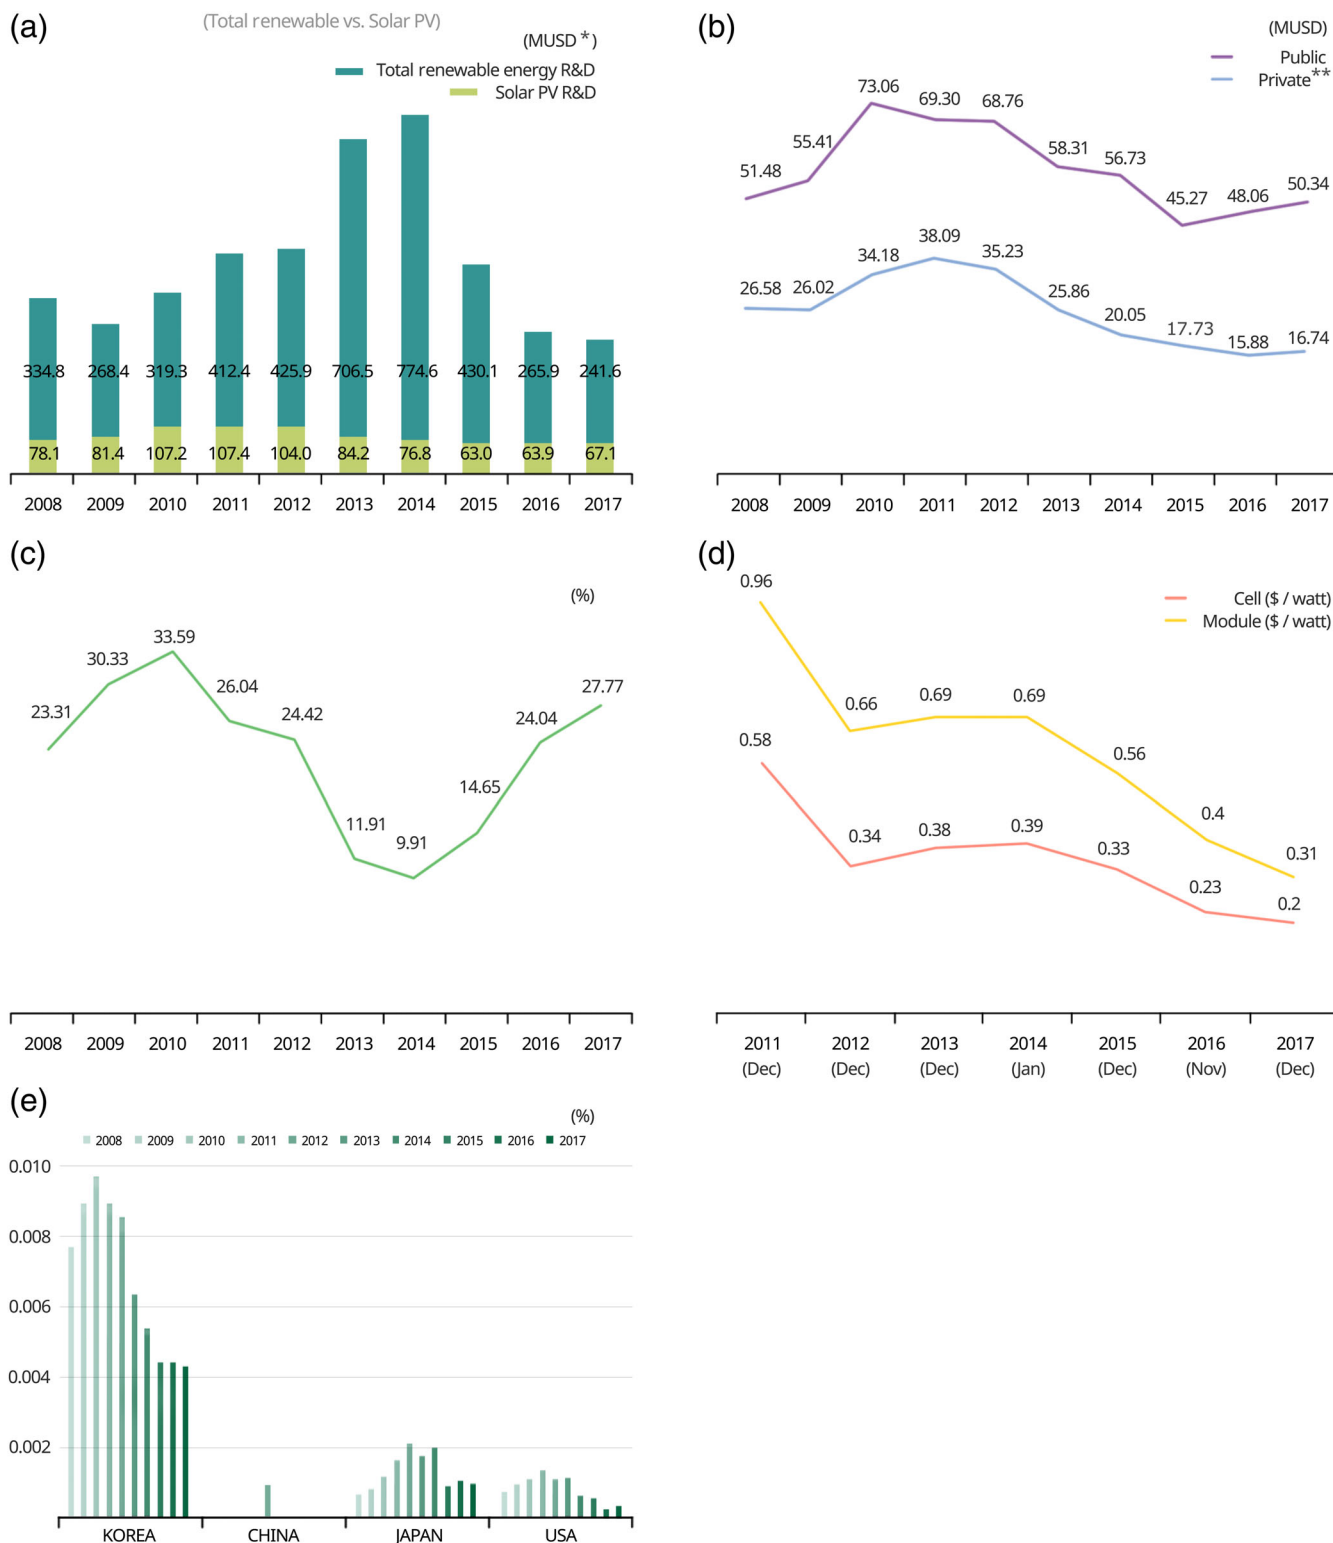 (a)
(Total renewable vs. Solar PV)
(MUSD *)
Total renewable energy R&D
Solar PV R&D
334.8 268.4 319.3 412.4 425.9 706.5 774.6 430.1 265.9 241.6
78.1 81.4 107.2 107.4 104.0 84.2 76.8 63.0 63.9 67.1
2008 2009 2010 2011 2012 2013 2014 2015 2016 2017
(b)
(MUSD)
Public
Private**
51.48 55.41 73.06 69.30 68.76 58.31 56.73 45.27 48.06 50.34
26.58 26.02 34.18 38.09 35.23 25.86 20.05 17.73 15.88 16.74
2008 2009 2010 2011 2012 2013 2014 2015 2016 2017
(c)
(%)
23.31 30.33 33.59 26.04 24.42 11.91 9.91 14.65 24.04 27.77
2008 2009 2010 2011 2012 2013 2014 2015 2016 2017
(d)
Cell ($ / watt)
Module ($ / watt)
0.96 0.66 0.69 0.69 0.56 0.4 0.31
0.58 0.34 0.38 0.39 0.33 0.23 0.2
2011 2012 2013 2014 2015 2016 2017
(Dec) (Dec) (Dec) (Jan) (Dec) (Nov) (Dec)
(e)
(%)
2008 2009 2010 2011 2012 2013 2014 2015 2016 2017
0.010
0.008
0.006
0.004
0.002
KOREA CHINA JAPAN USA